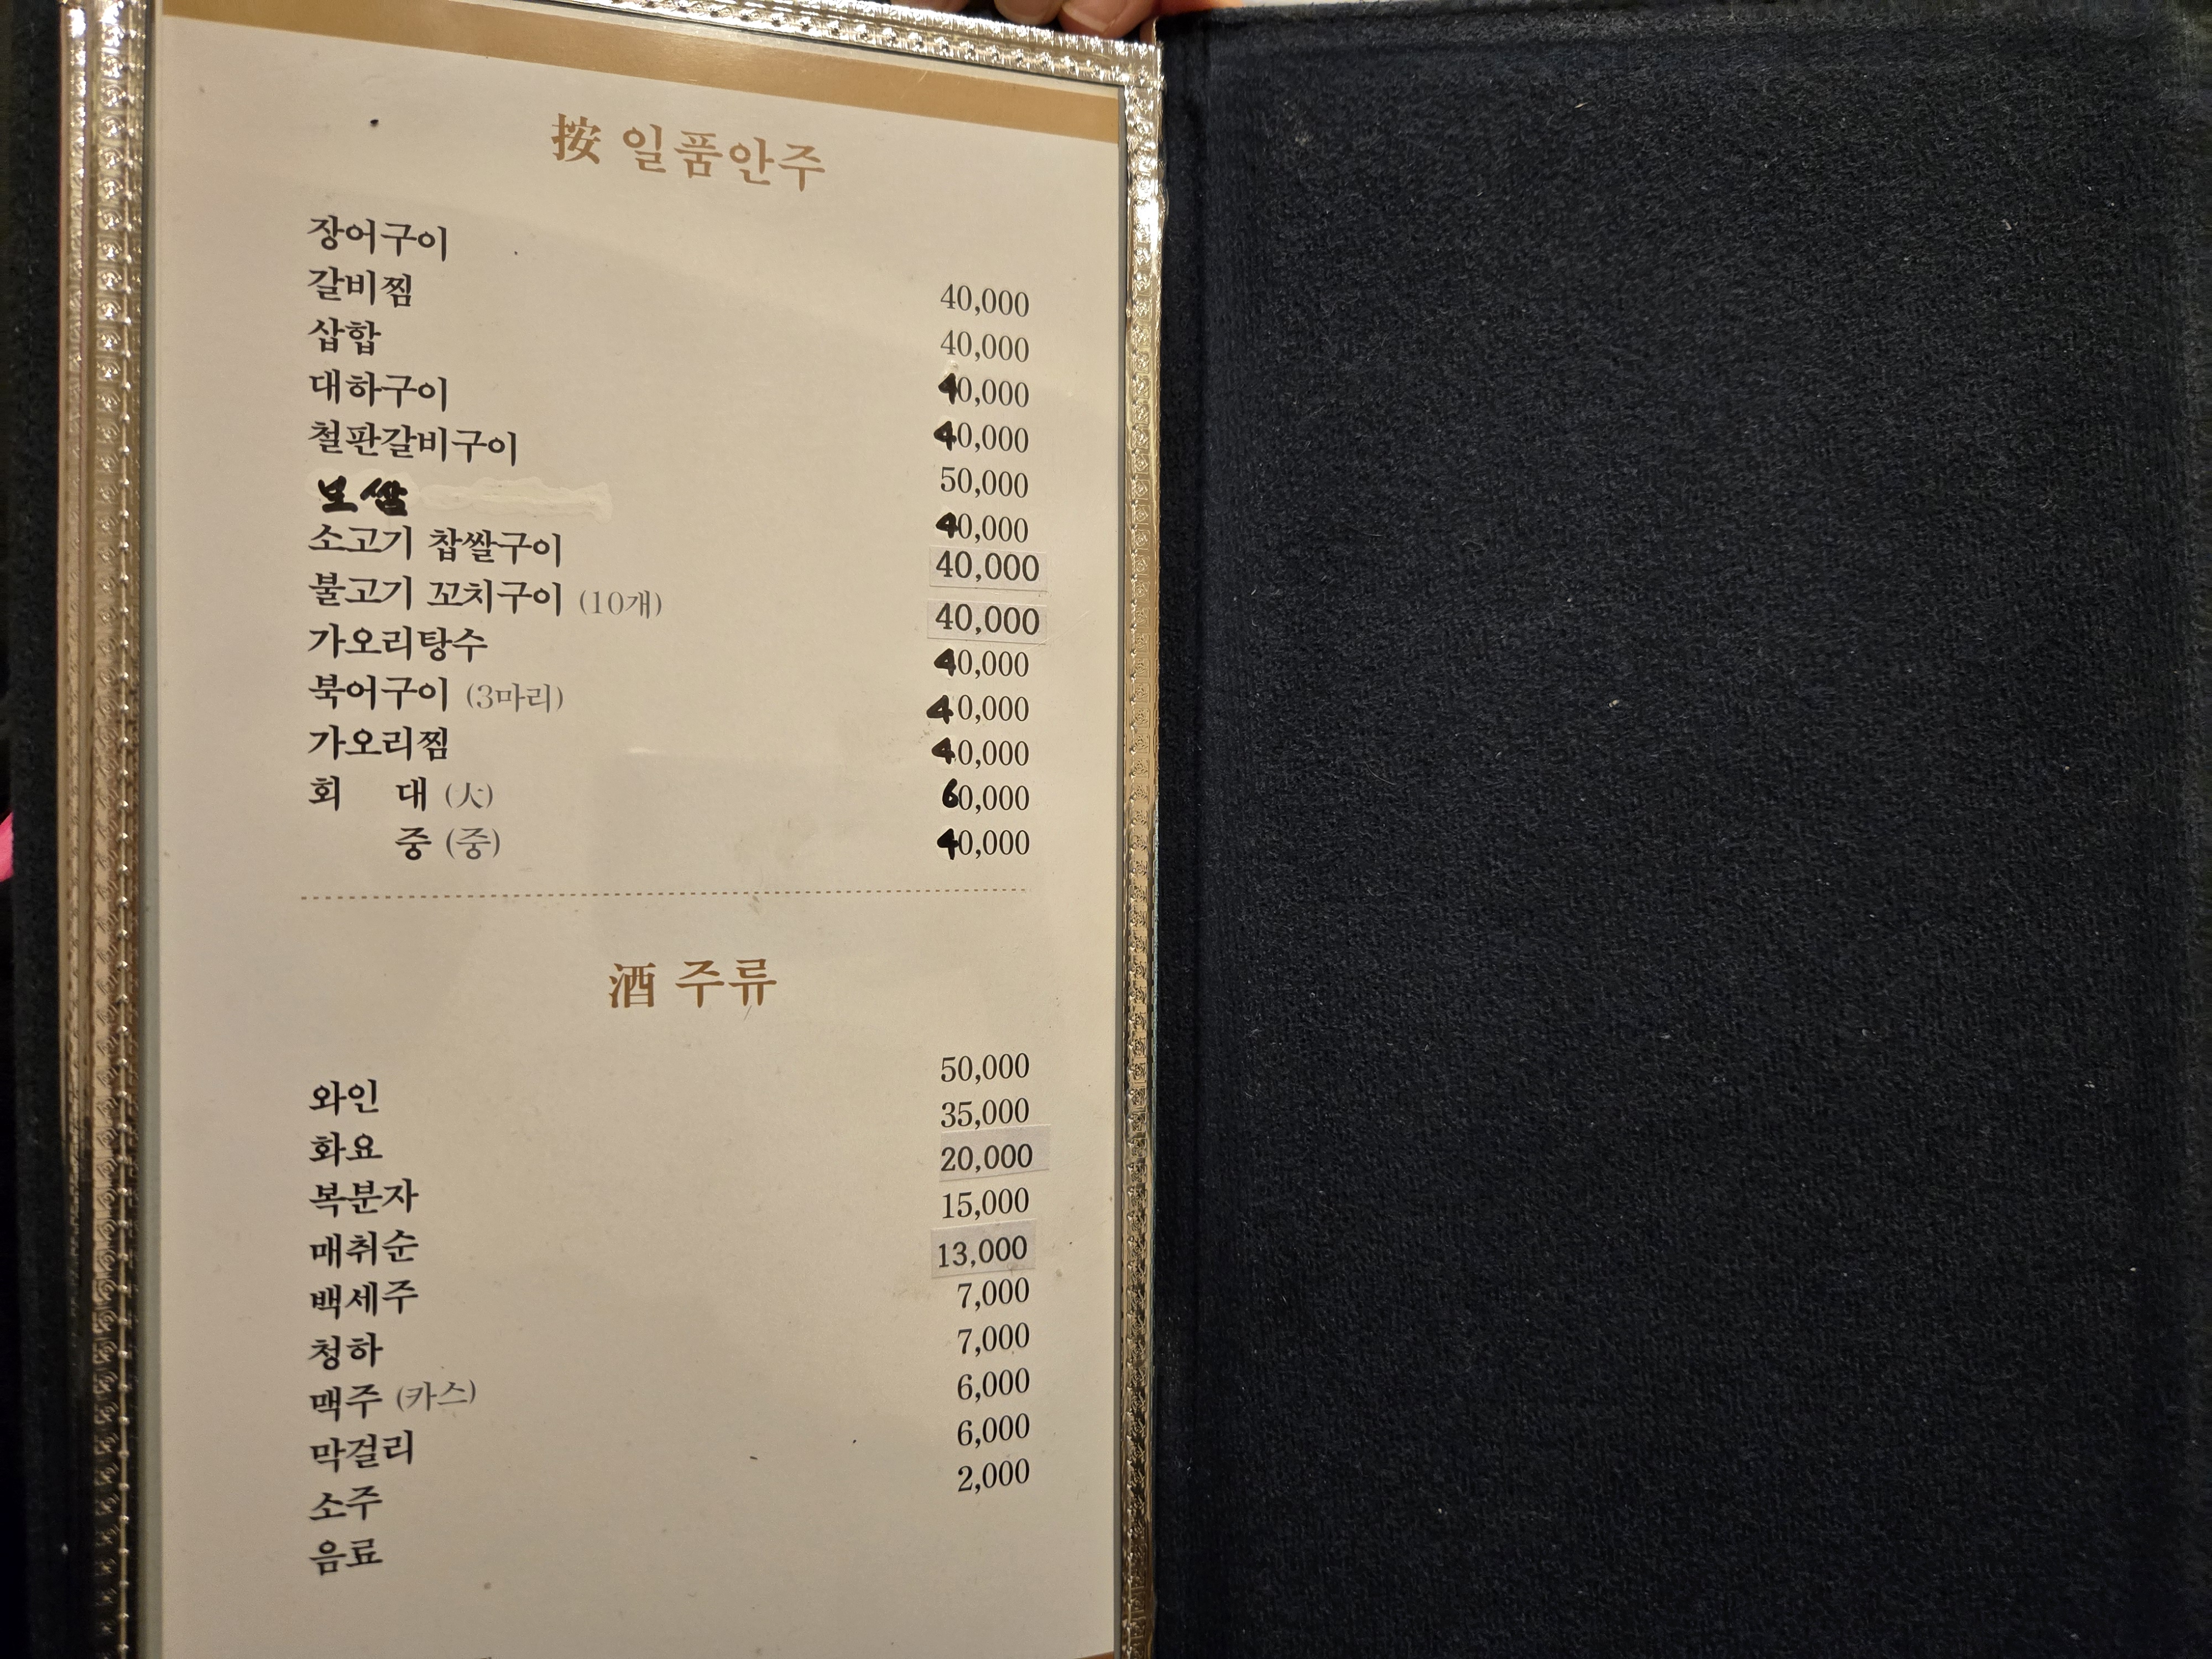 按 일품안주
장어구이 40,000
갈비찜 40,000
삽합 40,000
대하구이 40,000
철판갈비구이 50,000
보쌈 40,000
소고기 찹쌀구이 40,000
불고기 꼬치구이 (10개) 40,000
가오리탕수 40,000
북어구이 (3마리) 40,000
가오리찜 40,000
회 대 (大) 60,000
중 (중) 40,000
酒 주류
와인 50,000
화요 35,000
복분자 20,000
매취순 15,000
백세주 13,000
청하 7,000
맥주 (카스) 7,000
막걸리 6,000
소주 6,000
음료 2,000